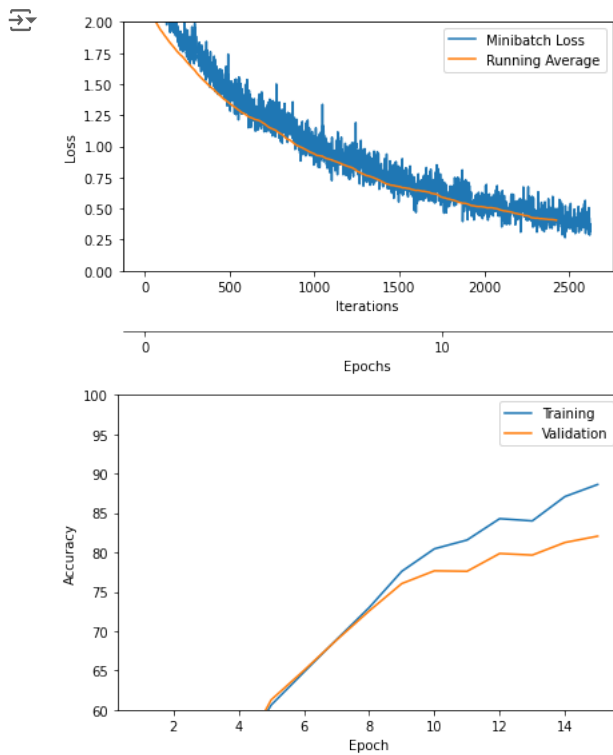 2.00
1.75
1.50
1.25
1.00
0.75
0.50
0.25
0.00
Loss
Minibatch Loss
Running Average
0 500 1000 1500 2000 2500
Iterations
0 10
Epochs
100
95
90
85
80
75
70
65
60
Accuracy
Training
Validation
2 4 6 8 10 12 14
Epoch